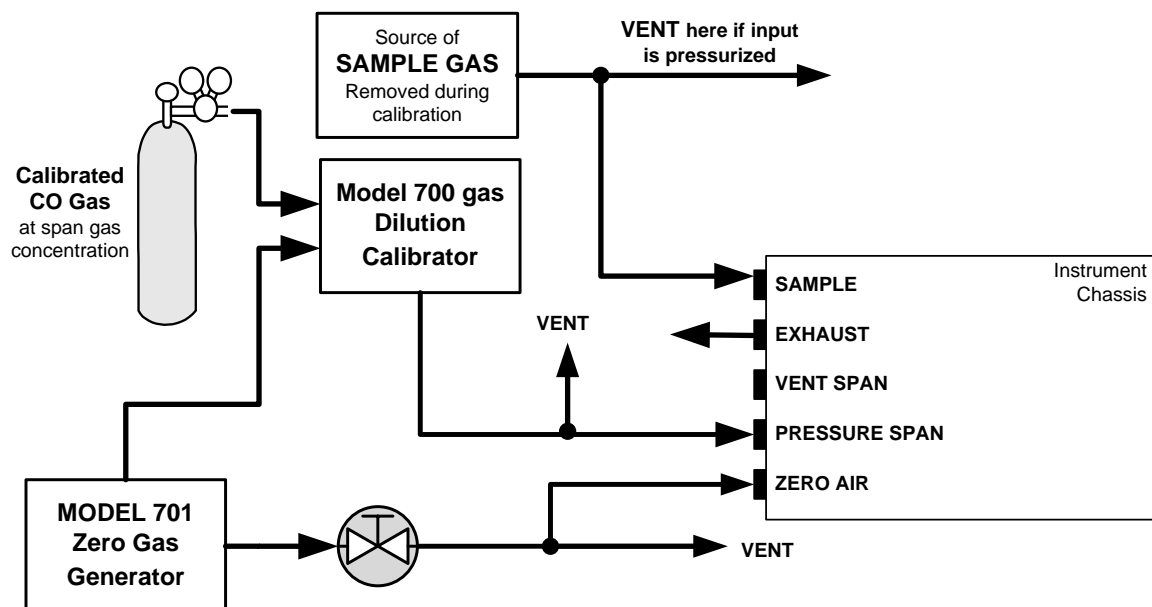 Source of
SAMPLE GAS
Removed during
calibration
VENT here if input
is pressurized
Calibrated
CO Gas
at span gas
concentration
Model 700 gas
Dilution
Calibrator
Instrument
Chassis
SAMPLE
EXHAUST
VENT SPAN
PRESSURE SPAN
ZERO AIR
VENT
MODEL 701
Zero Gas
Generator
VENT